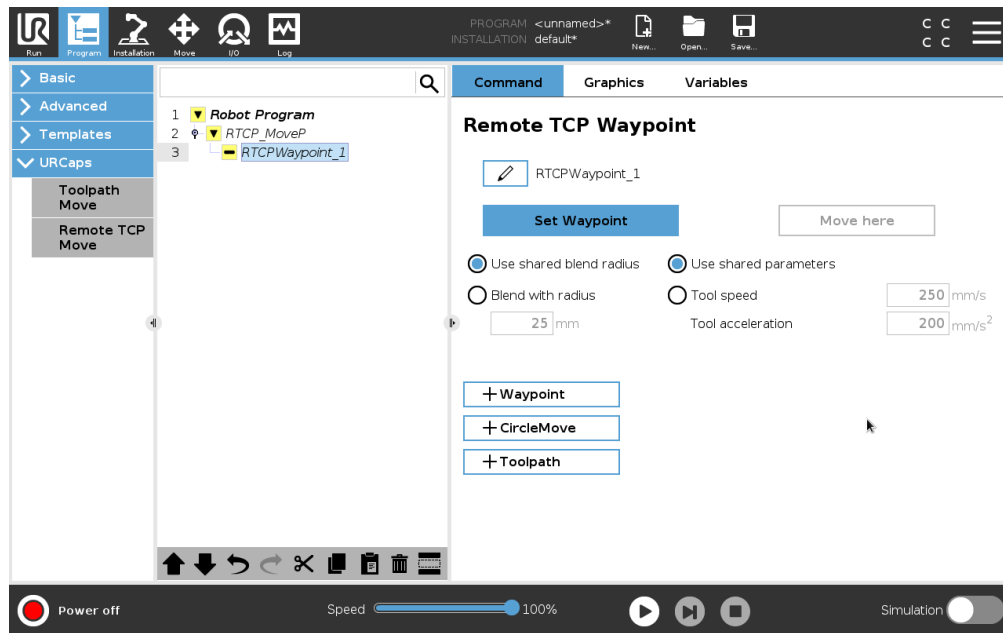 PROGRAM <unnamed>*
INSTALLATION default*
Run Program Installation Move I/O Log
New... Open... Save...
C C
C C
Basic
Advanced
Templates
URCaps
Toolpath
Move
Remote TCP
Move
1 Robot Program
2 RTCP_MoveP
3 RTCPWaypoint_1
Command Graphics Variables
Remote TCP Waypoint
RTCPWaypoint_1
Set Waypoint Move here
Use shared blend radius Use shared parameters
Blend with radius Tool speed 250 mm/s
25 mm Tool acceleration 200 mm/s²
+Waypoint
+CircleMove
+Toolpath
Power off Speed 100% Simulation